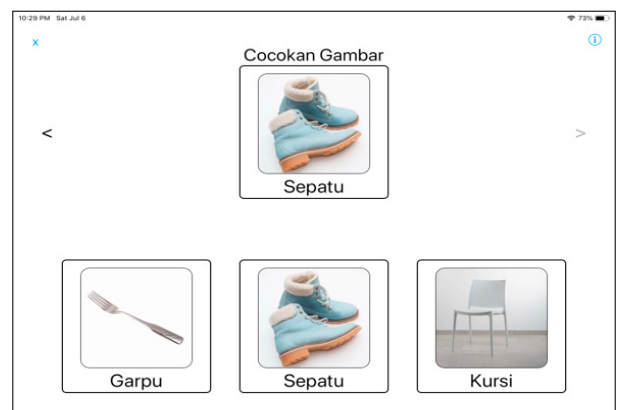 10:29 PM Sat Jul 6
73%
x
Cocokan Gambar
<
>
Sepatu
Garpu
Sepatu
Kursi